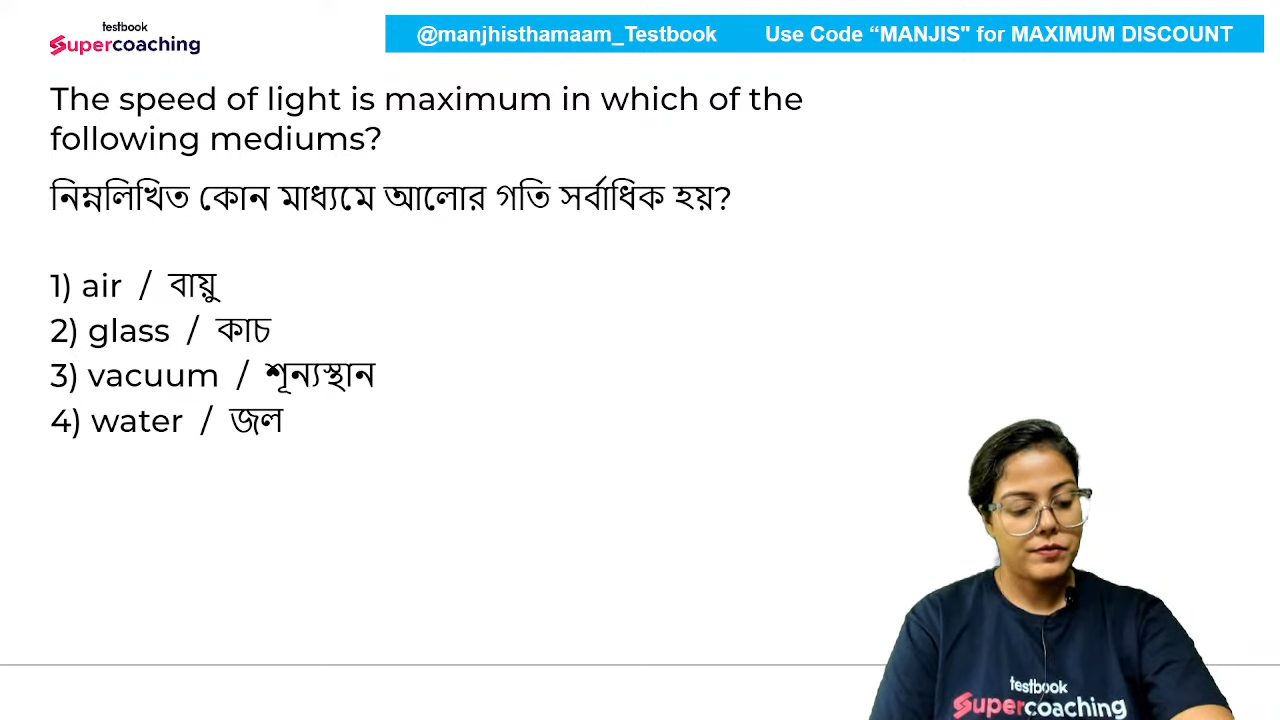 testbook
Supercoaching
@manjhisthamaam_Testbook Use Code “MANJIS" for MAXIMUM DISCOUNT
The speed of light is maximum in which of the
following mediums?
নিম্নলিখিত কোন মাধ্যমে আলোর গতি সর্বাধিক হয়?
1) air / বায়ু
2) glass / কাচ
3) vacuum / শূন্যস্থান
4) water / জল
testbook
Supercoaching